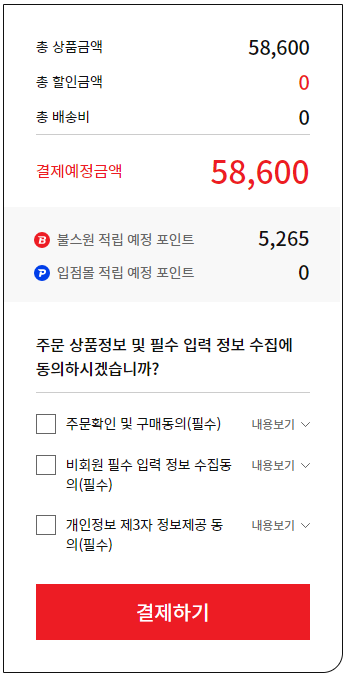 총 상품금액 58,600
총 할인금액 0
총 배송비 0
결제예정금액 58,600
B 불스원 적립 예정 포인트 5,265
P 입점몰 적립 예정 포인트 0
주문 상품정보 및 필수 입력 정보 수집에
동의하시겠습니까?
주문확인 및 구매동의(필수) 내용보기
비회원 필수 입력 정보 수집동 내용보기
의(필수)
개인정보 제3자 정보제공 동 내용보기
의(필수)
결제하기